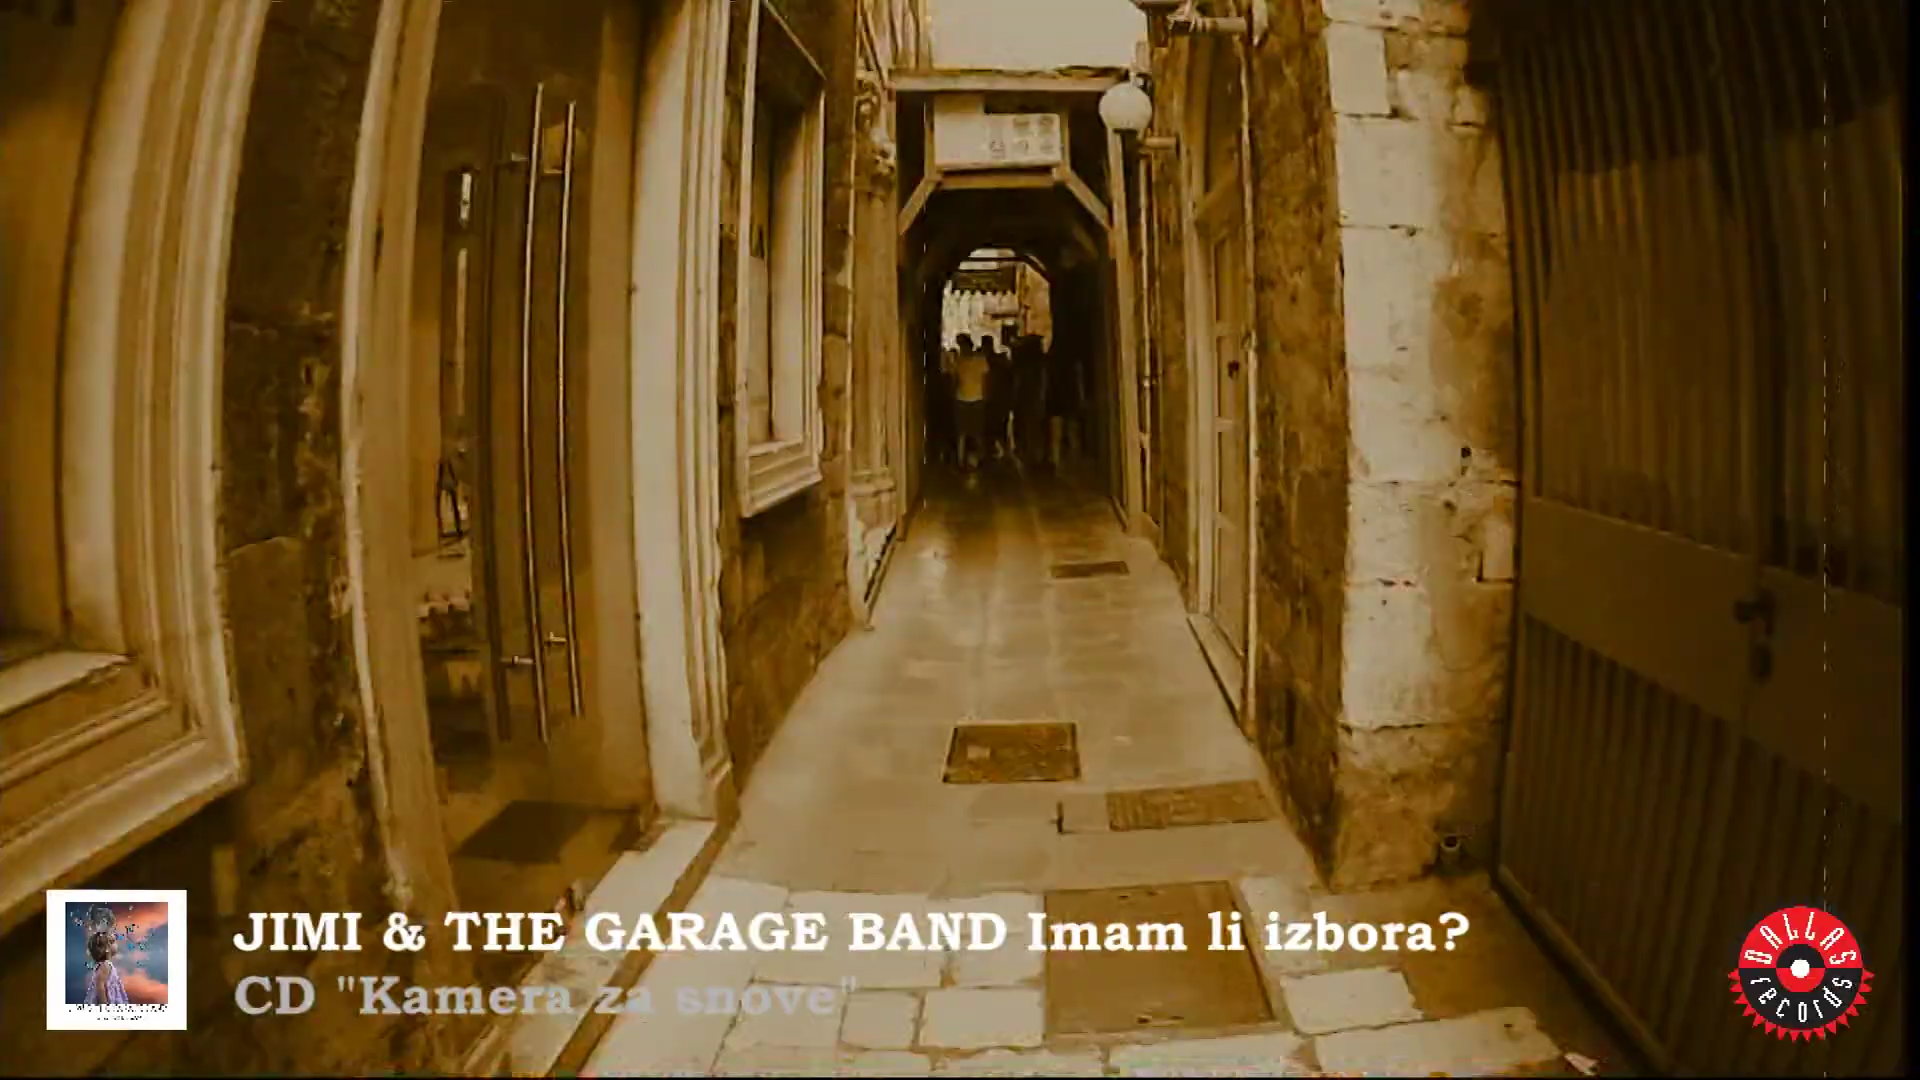 JIMI & THE GARAGE BAND Imam li izbora?
CD "Kamera za snove"
DALLAS
records